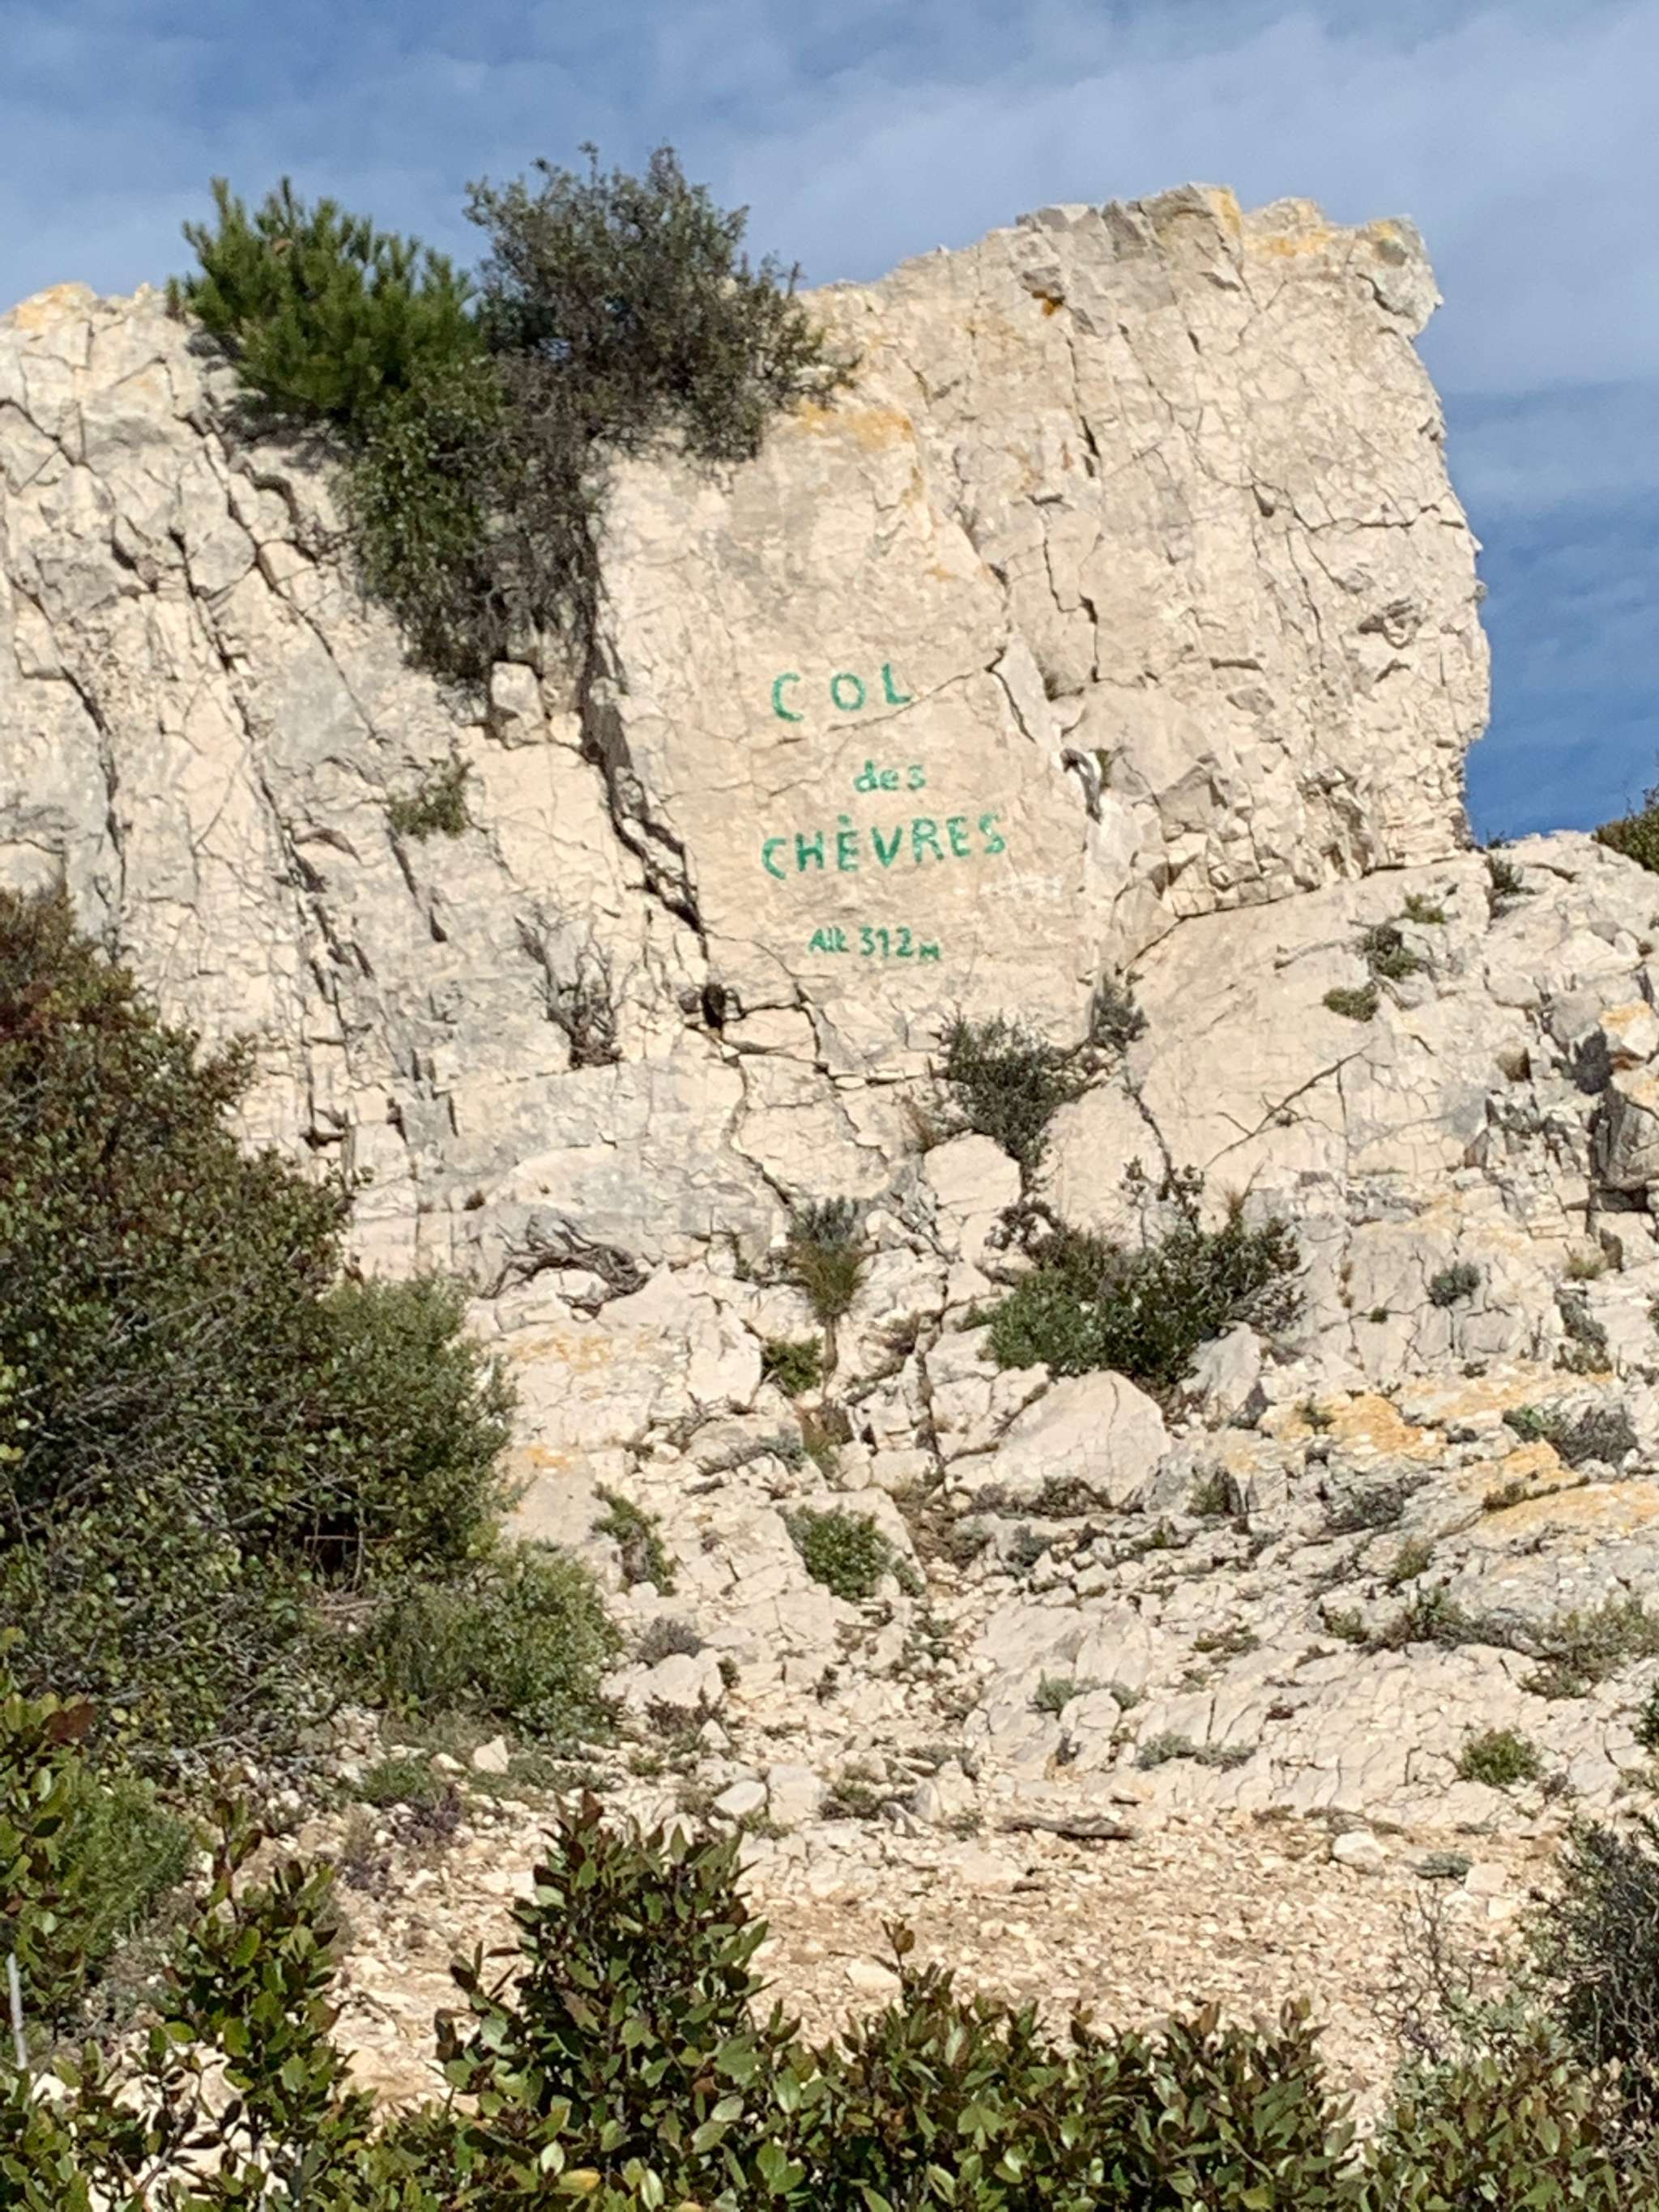 COL
des
CHÈVRES
Alt 312M